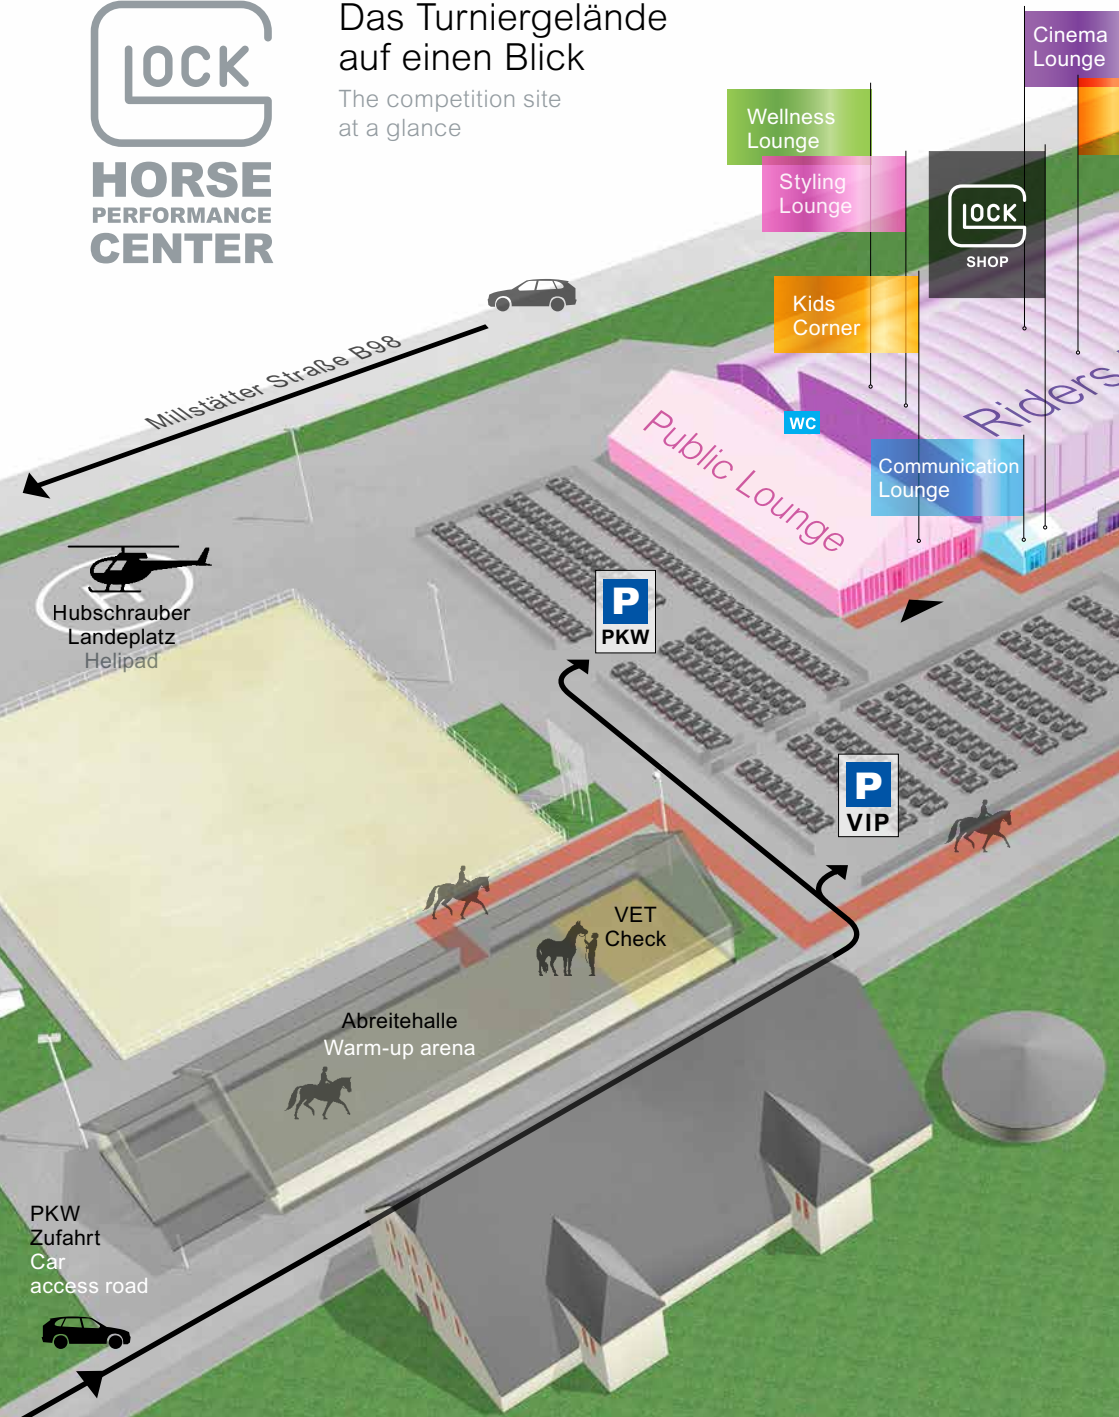 GLOCK
HORSE
PERFORMANCE
CENTER
Das Turniergelände
auf einen Blick
The competition site
at a glance
Cinema
Lounge
Wellness
Lounge
Styling
Lounge
GLOCK
SHOP
Kids
Corner
Millstätter Straße B98
Riders
Public Lounge
WC
Communication
Lounge
H
Hubschrauber
Landeplatz
Helipad
P
PKW
P
VIP
VET
Check
Abreitehalle
Warm-up arena
PKW
Zufahrt
Car
access road